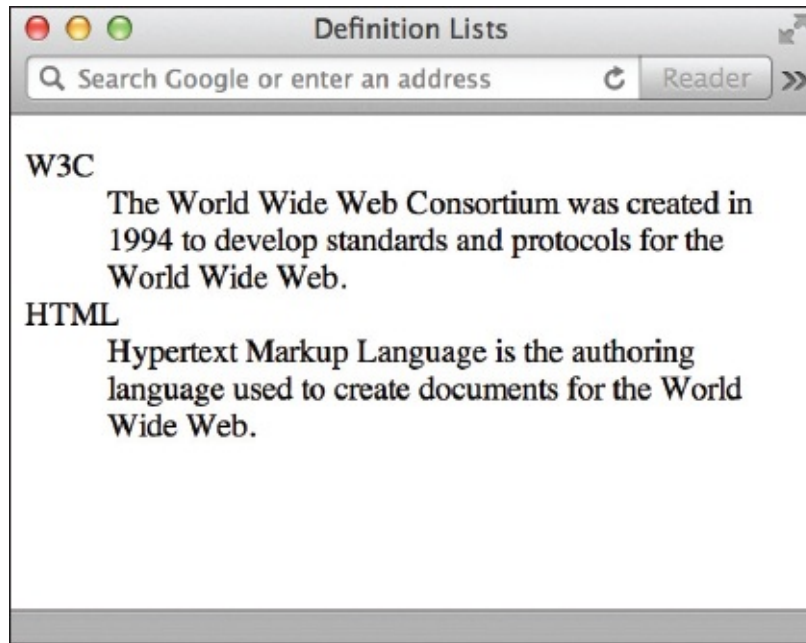 Definition Lists
Search Google or enter an address
Reader
W3C
The World Wide Web Consortium was created in
1994 to develop standards and protocols for the
World Wide Web.
HTML
Hypertext Markup Language is the authoring
language used to create documents for the World
Wide Web.